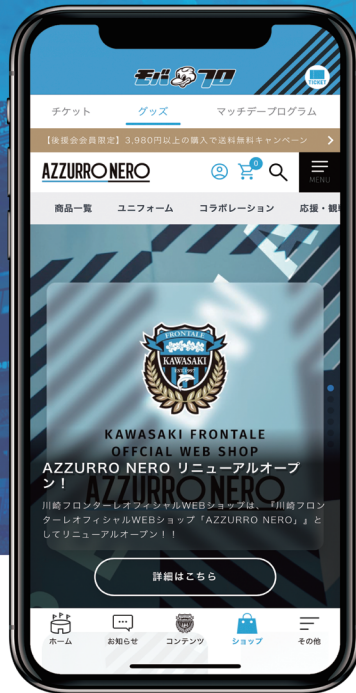 モバフロ
TICKET
チケット グッズ マッチデープログラム
【後援会会員限定】3,980円以上の購入で送料無料キャンペーン
AZZURRO NERO
0
MENU
商品一覧 ユニフォーム コラボレーション 応援・観
FRONTALE
KAWASAKI
KAWASAKI FRONTALE
OFFCIAL WEB SHOP
AZZURRO NERO
AZZURRO NERO リニューアルオープ
ン！
川崎フロンターレオフィシャルWEBショップは、『川崎フロン
ターレオフィシャルWEBショップ「AZZURRO NERO」』と
してリニューアルオープン！！
詳細はこちら
ホーム お知らせ コンテンツ ショップ その他